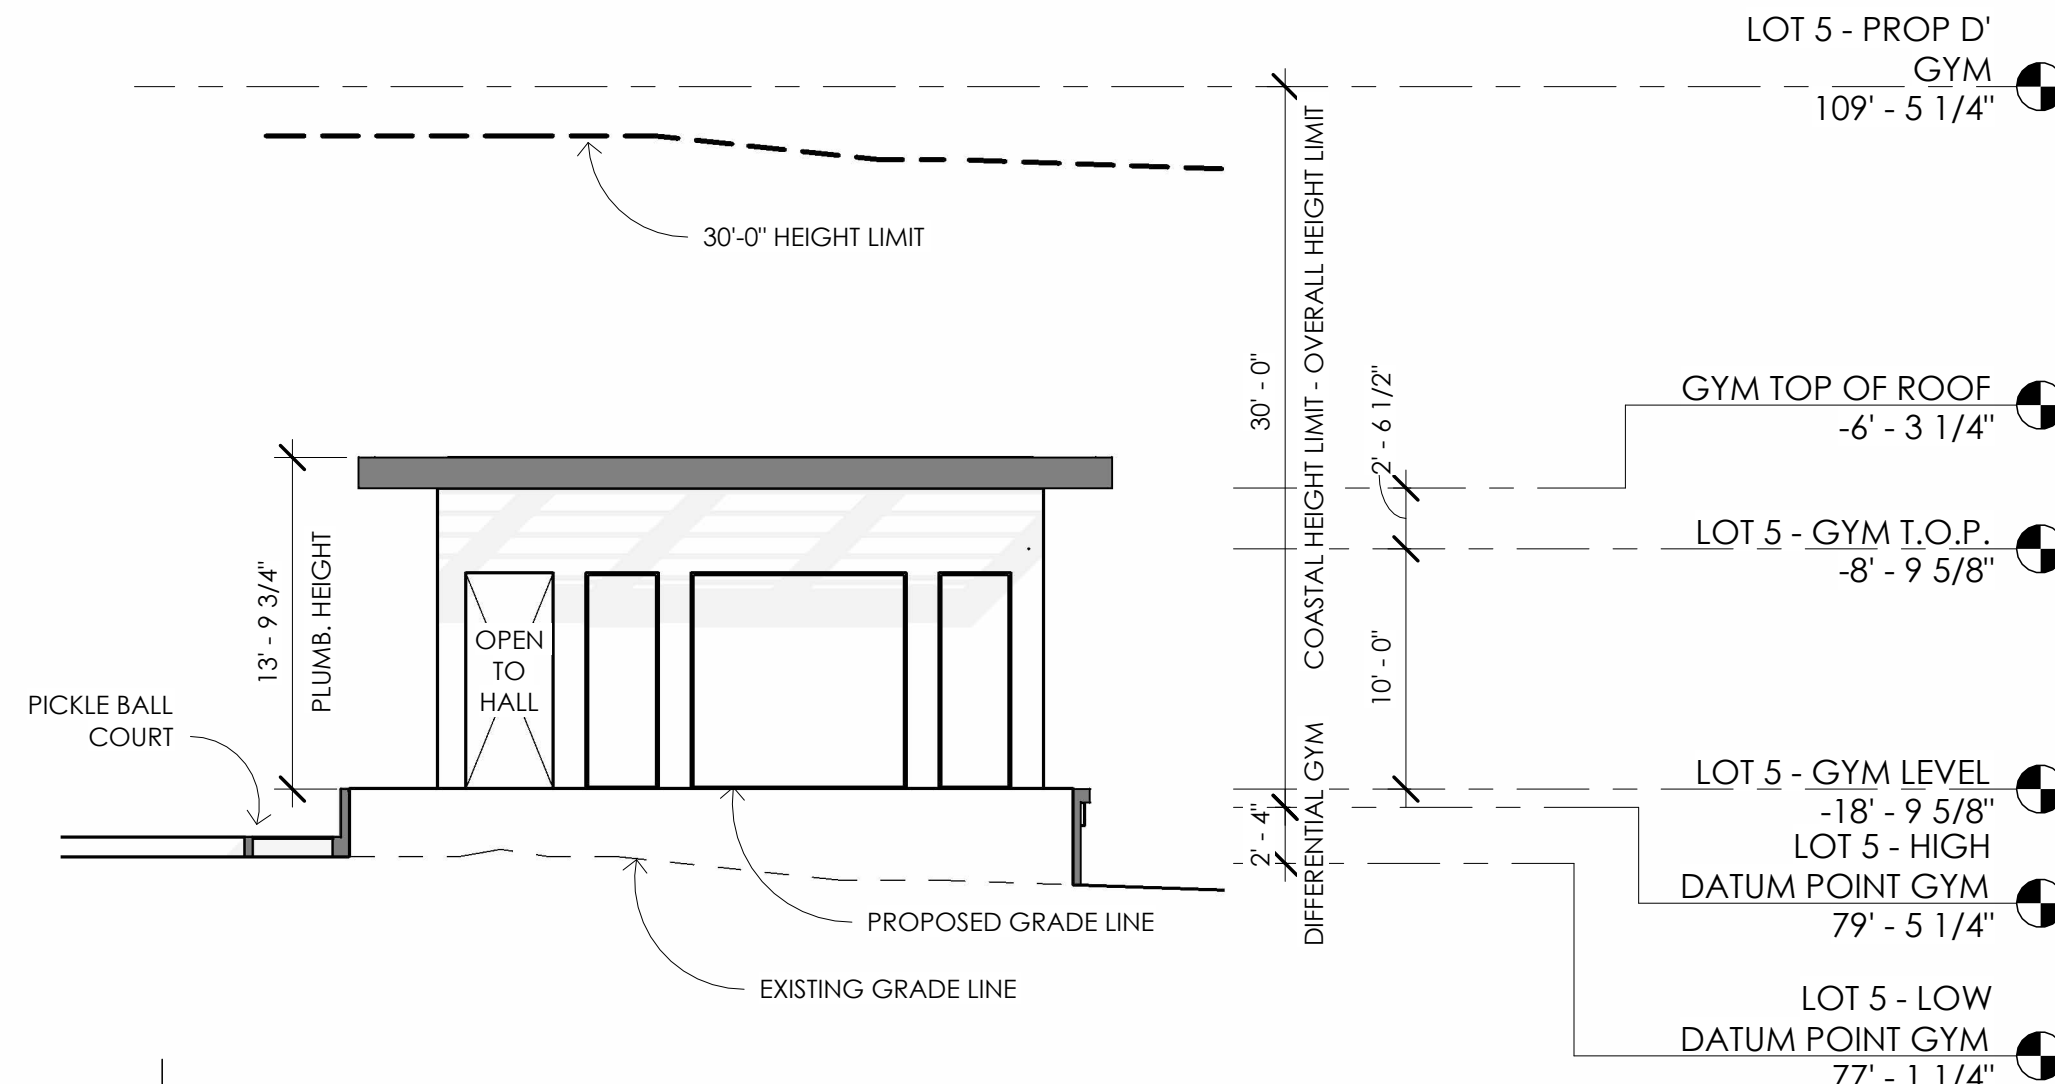 LOT 5 - PROP D'
GYM
109' - 5 1/4"
30'-0" HEIGHT LIMIT
COASTAL HEIGHT LIMIT - OVERALL HEIGHT LIMIT
30' - 0"
2' - 6 1/2"
GYM TOP OF ROOF
-6' - 3 1/4"
LOT 5 - GYM T.O.P.
-8' - 9 5/8"
13' - 9 3/4"
PLUMB. HEIGHT
OPEN
TO
HALL
10' - 0"
PICKLE BALL
COURT
LOT 5 - GYM LEVEL
-18' - 9 5/8"
2' - 4"
DIFFERENTIAL GYM
LOT 5 - HIGH
DATUM POINT GYM
79' - 5 1/4"
PROPOSED GRADE LINE
EXISTING GRADE LINE
LOT 5 - LOW
DATUM POINT GYM
77' - 1 1/4"